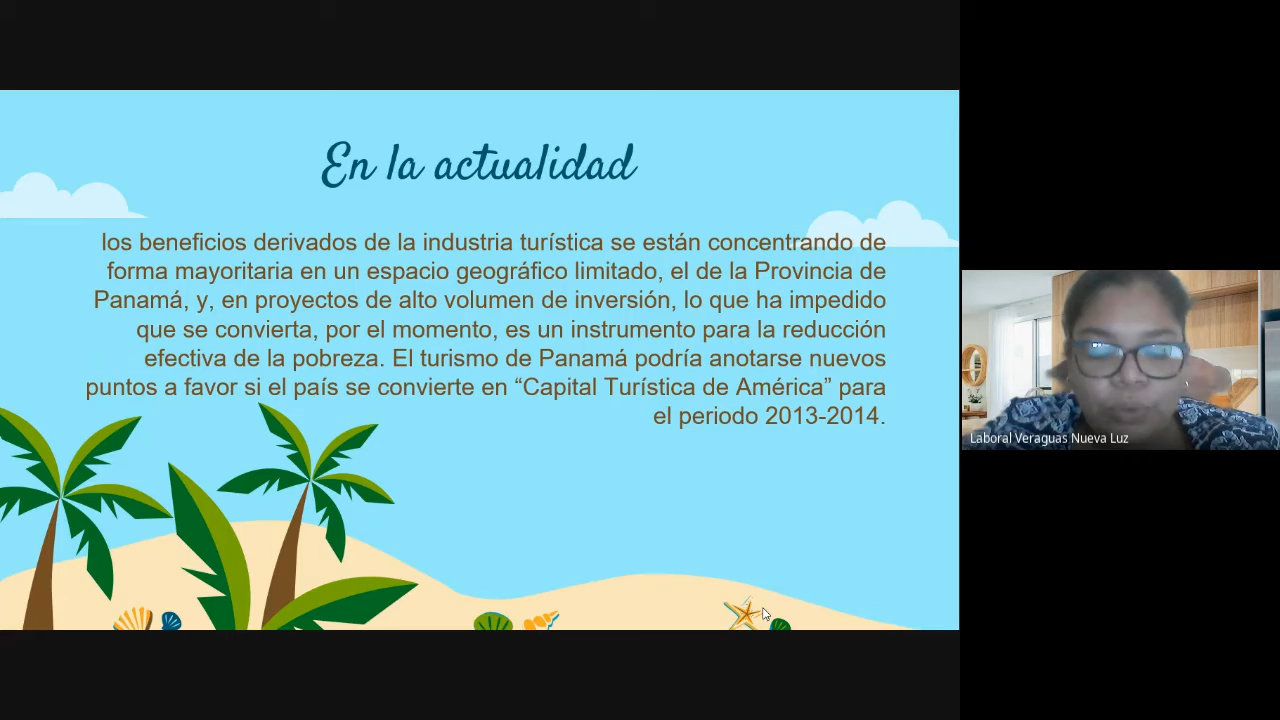 En la actualidad
los beneficios derivados de la industria turística se están concentrando de
forma mayoritaria en un espacio geográfico limitado, el de la Provincia de
Panamá, y, en proyectos de alto volumen de inversión, lo que ha impedido
que se convierta, por el momento, es un instrumento para la reducción
efectiva de la pobreza. El turismo de Panamá podría anotarse nuevos
puntos a favor si el país se convierte en “Capital Turística de América” para
el periodo 2013-2014.
Laboral Veraguas Nueva Luz